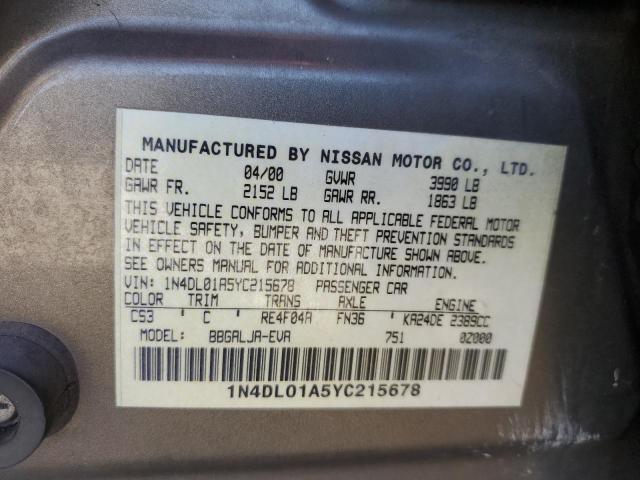 MANUFACTURED BY NISSAN MOTOR CO., LTD.
DATE 04/00 GVWR 3990 LB
GAWR FR. 2152 LB GAWR RR. 1863 LB
THIS VEHICLE CONFORMS TO ALL APPLICABLE FEDERAL MOTOR
VEHICLE SAFETY, BUMPER AND THEFT PREVENTION STANDARDS
IN EFFECT ON THE DATE OF MANUFACTURE SHOWN ABOVE.
SEE OWNERS MANUAL FOR ADDITIONAL INFORMATION.
VIN: 1N4DL01A5YC215678 PASSENGER CAR
COLOR TRIM TRANS AXLE ENGINE
CS3 ' C ' RE4F04A FN36 ' KA24DE 2389CC
MODEL: BBGALJA-EVA 751 0Z000
1N4DL01A5YC215678